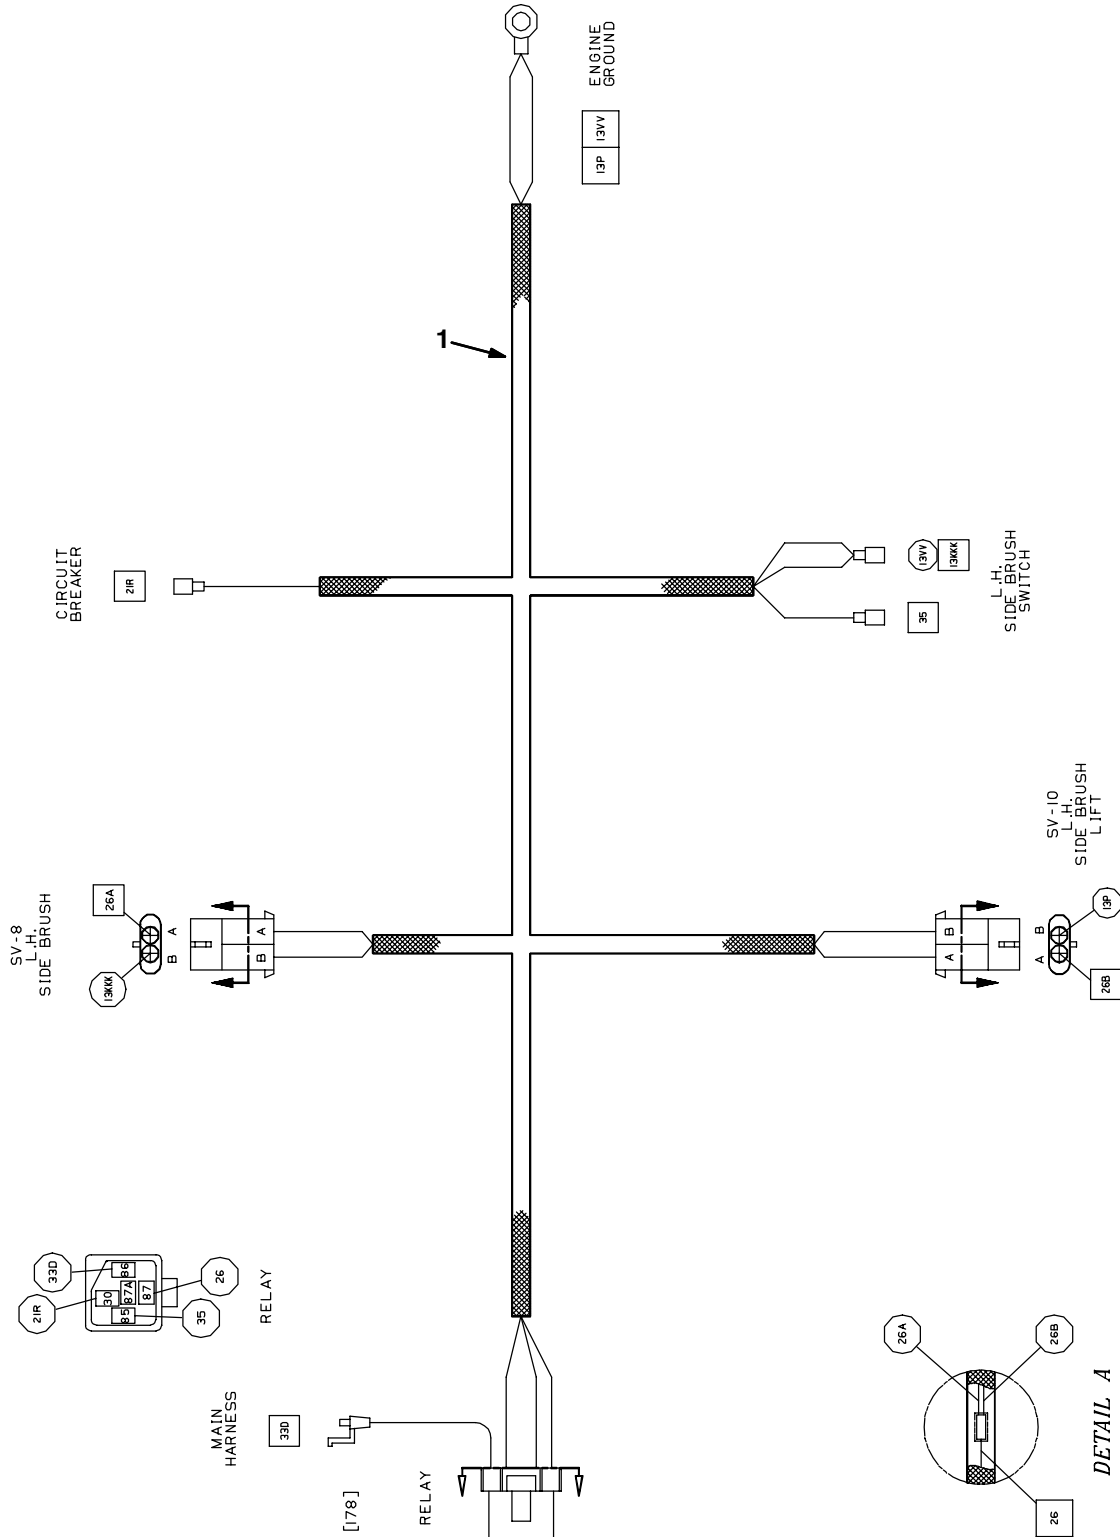 ENGINE
GROUND
13P 13VV
1
CIRCUIT
BREAKER
21R
13VV
13KKK
35
L.H.
SIDE BRUSH
SWITCH
SV-8
L.H.
SIDE BRUSH
26A
13KKK
A
B
A
B
SV-10
L.H.
SIDE BRUSH
LIFT
B
A
B
A
13P
26B
33D
21R
86
30
87A
87
85
26
35
RELAY
MAIN
HARNESS
33D
[178]
RELAY
26A
26B
26
DETAIL A